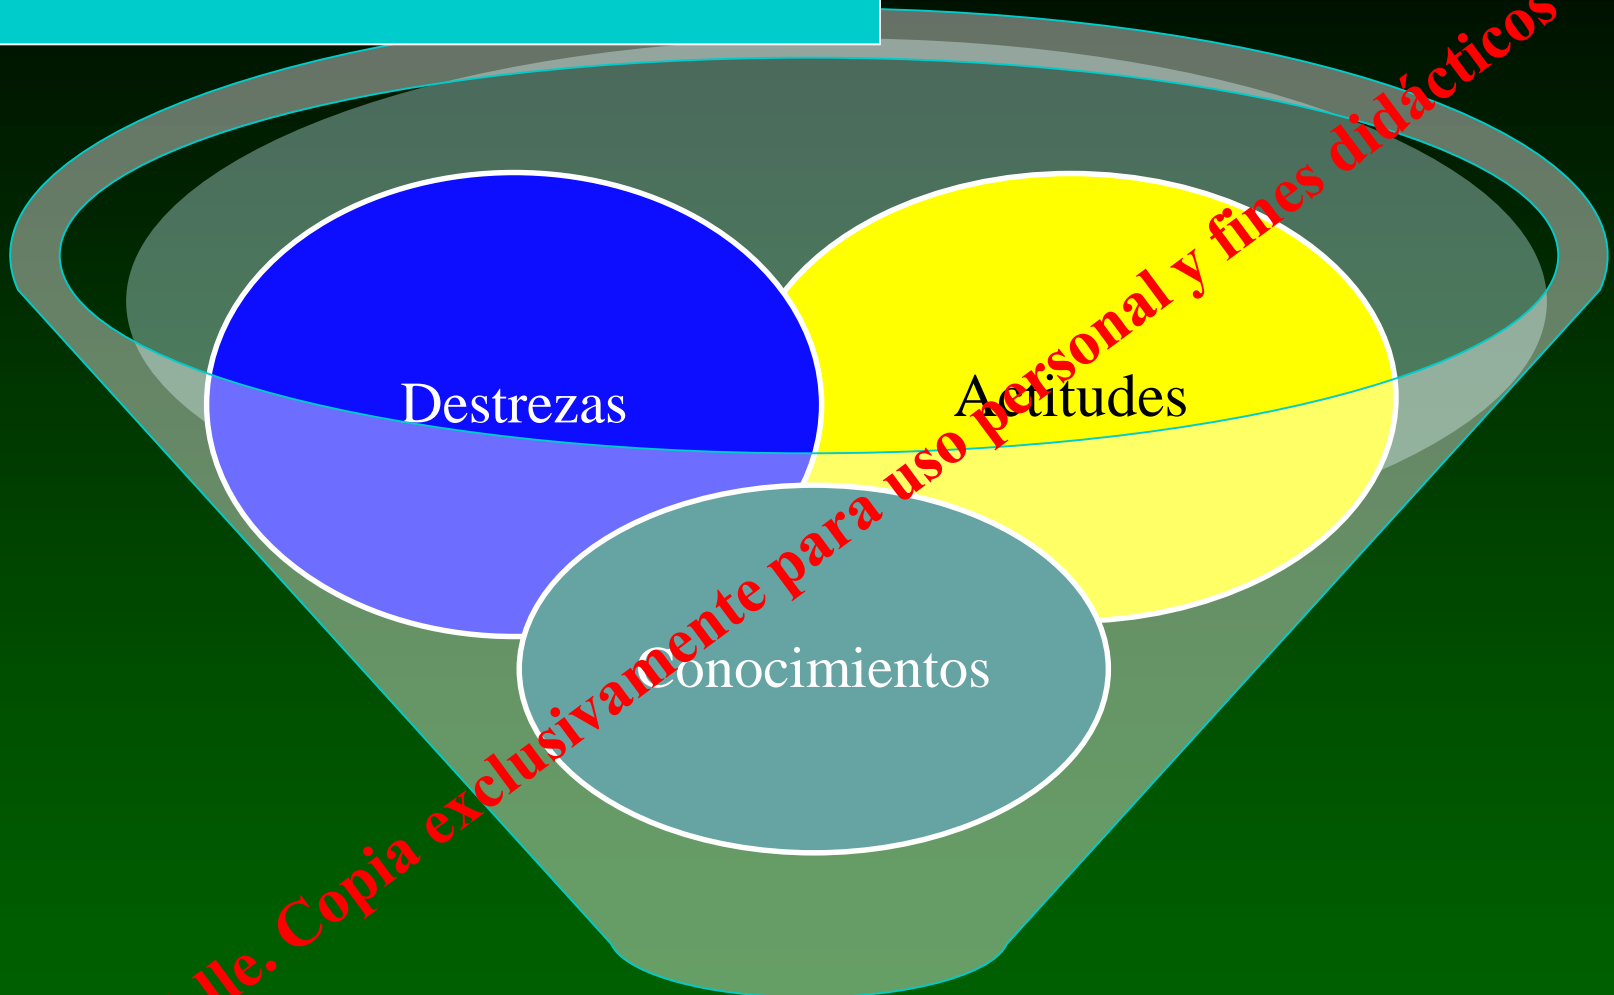 Destrezas
Actitudes
Conocimientos
lle. Copia exclusivamente para uso personal y fines didácticos